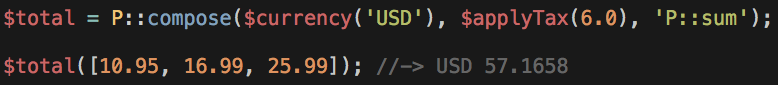 $total = P::compose($currency('USD'), $applyTax(6.0), 'P::sum');
$total([10.95, 16.99, 25.99]); //-> USD 57.1658